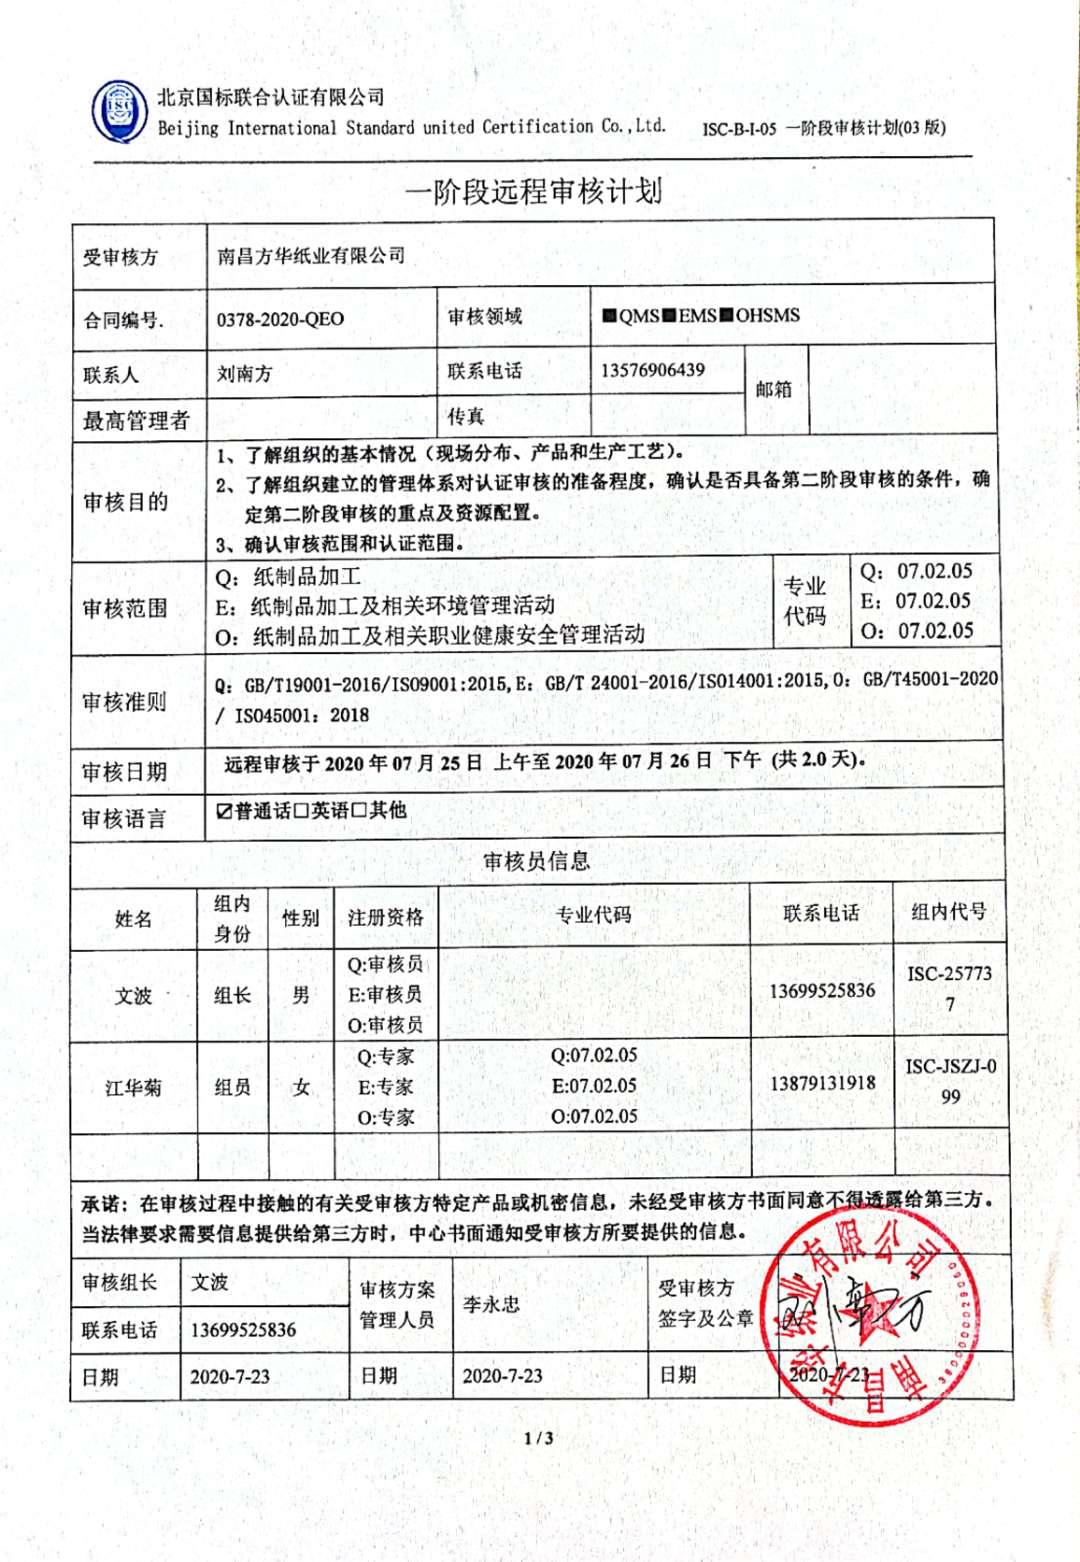 北京国标联合认证有限公司
Beijing International Standard united Certification Co.,Ltd. ISC-B-I-05 一阶段审核计划(03 版)
一阶段远程审核计划
受审核方 南昌方华纸业有限公司
合同编号. 0378-2020-QEO 审核领域 ■QMS■EMS■OHSMS
联系人 刘南方 联系电话 13576906439 邮箱
最高管理者 传真
审核目的
1、了解组织的基本情况（现场分布、产品和生产工艺）。
2、了解组织建立的管理体系对认证审核的准备程度，确认是否具备第二阶段审核的条件，确
定第二阶段审核的重点及资源配置。
3、确认审核范围和认证范围。
审核范围
Q：纸制品加工
E：纸制品加工及相关环境管理活动
O：纸制品加工及相关职业健康安全管理活动
专业
代码
Q：07.02.05
E：07.02.05
O：07.02.05
审核准则
Q：GB/T19001-2016/ISO9001:2015,E：GB/T 24001-2016/ISO14001:2015,O：GB/T45001-2020
/ ISO45001：2018
审核日期 远程审核于 2020 年 07 月 25 日 上午至 2020 年 07 月 26 日 下午 (共 2.0 天)。
审核语言 ☑普通话□英语□其他
审核员信息
姓名 组内
身份 性别 注册资格 专业代码 联系电话 组内代号
文波 组长 男
Q:审核员
E:审核员
O:审核员
13699525836
ISC-25773
7
江华菊 组员 女
Q:专家
E:专家
O:专家
Q:07.02.05
E:07.02.05
O:07.02.05
13879131918
ISC-JSZJ-0
99
承诺：在审核过程中接触的有关受审核方特定产品或机密信息，未经受审核方书面同意不得透露给第三方。
当法律要求需要信息提供给第三方时，中心书面通知受审核方所要提供的信息。
审核组长 文波
联系电话 13699525836
审核方案
管理人员
李永忠
受审核方
签字及公章
刘南方
日期 2020-7-23 日期 2020-7-23 日期 2020-7-23
南昌方华纸业有限公司
1 / 3